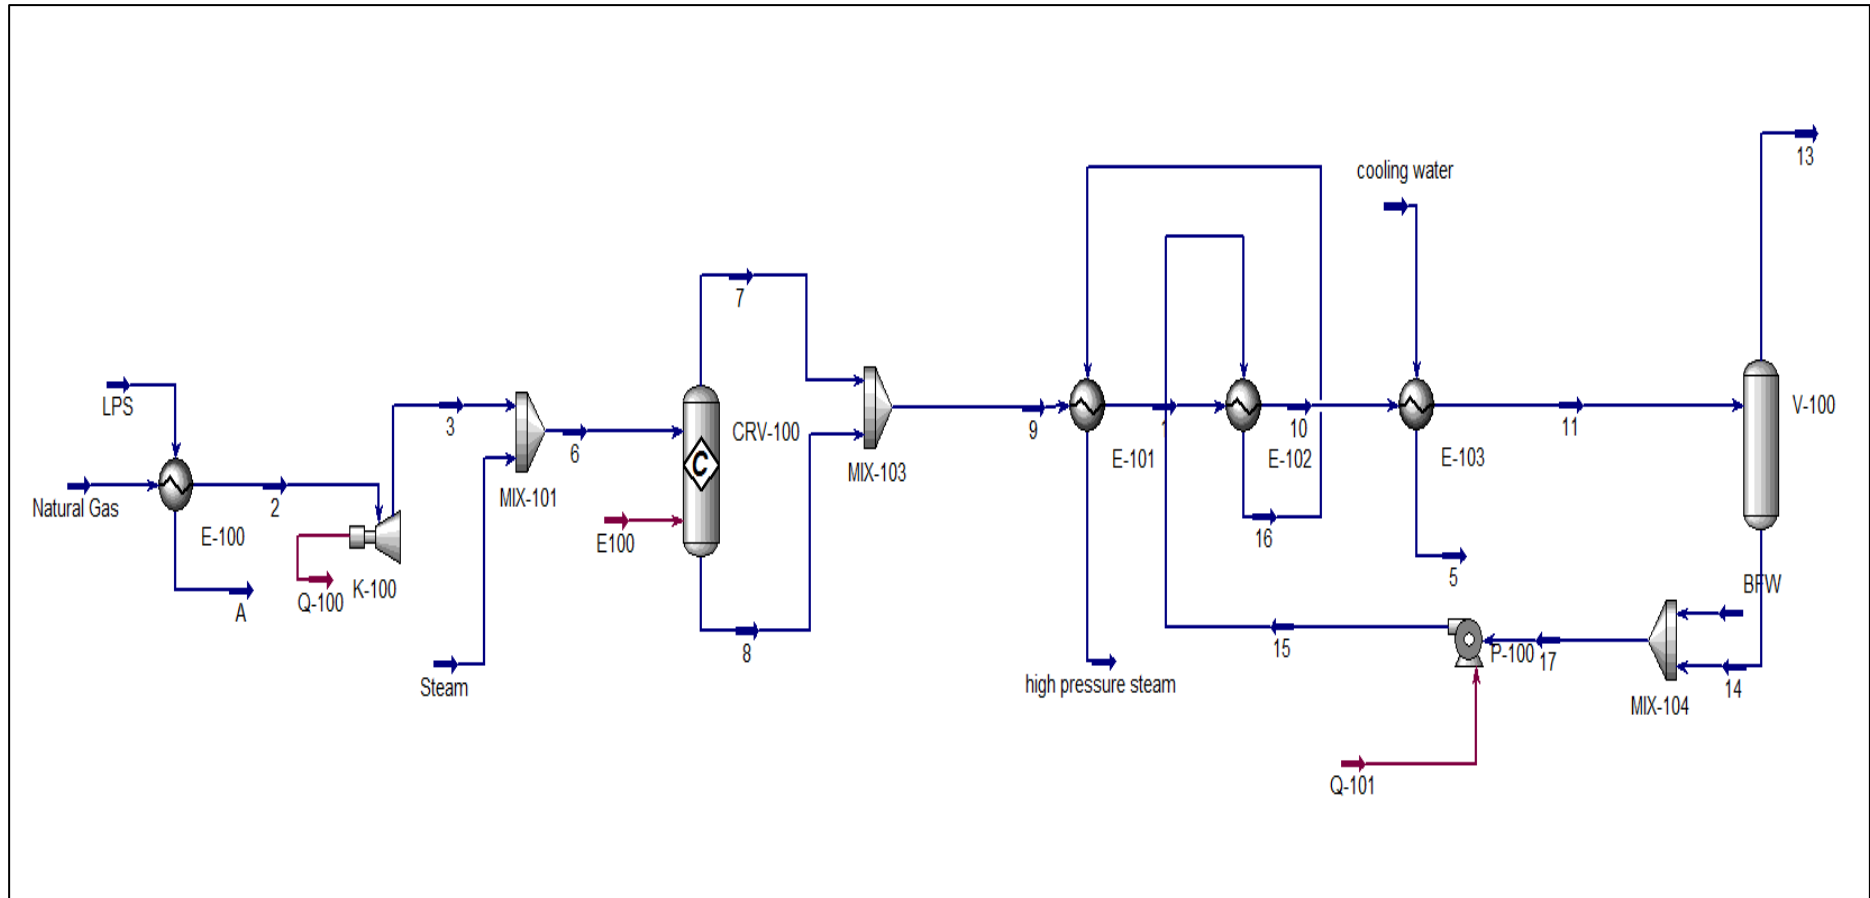 13
cooling water
7
LPS
3
6
CRV-100
V-100
9
1
10
11
E-101
E-102
E-103
MIX-103
MIX-101
Natural Gas
2
E-100
K-100
Q-100
A
E100
16
5
BFW
8
15
P-100
17
14
Steam
high pressure steam
MIX-104
Q-101
C